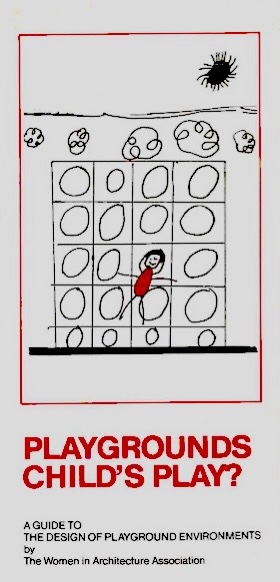 PLAYGROUNDS
CHILD'S PLAY?
A GUIDE TO
THE DESIGN OF PLAYGROUND ENVIRONMENTS
by
The Women in Architecture Association